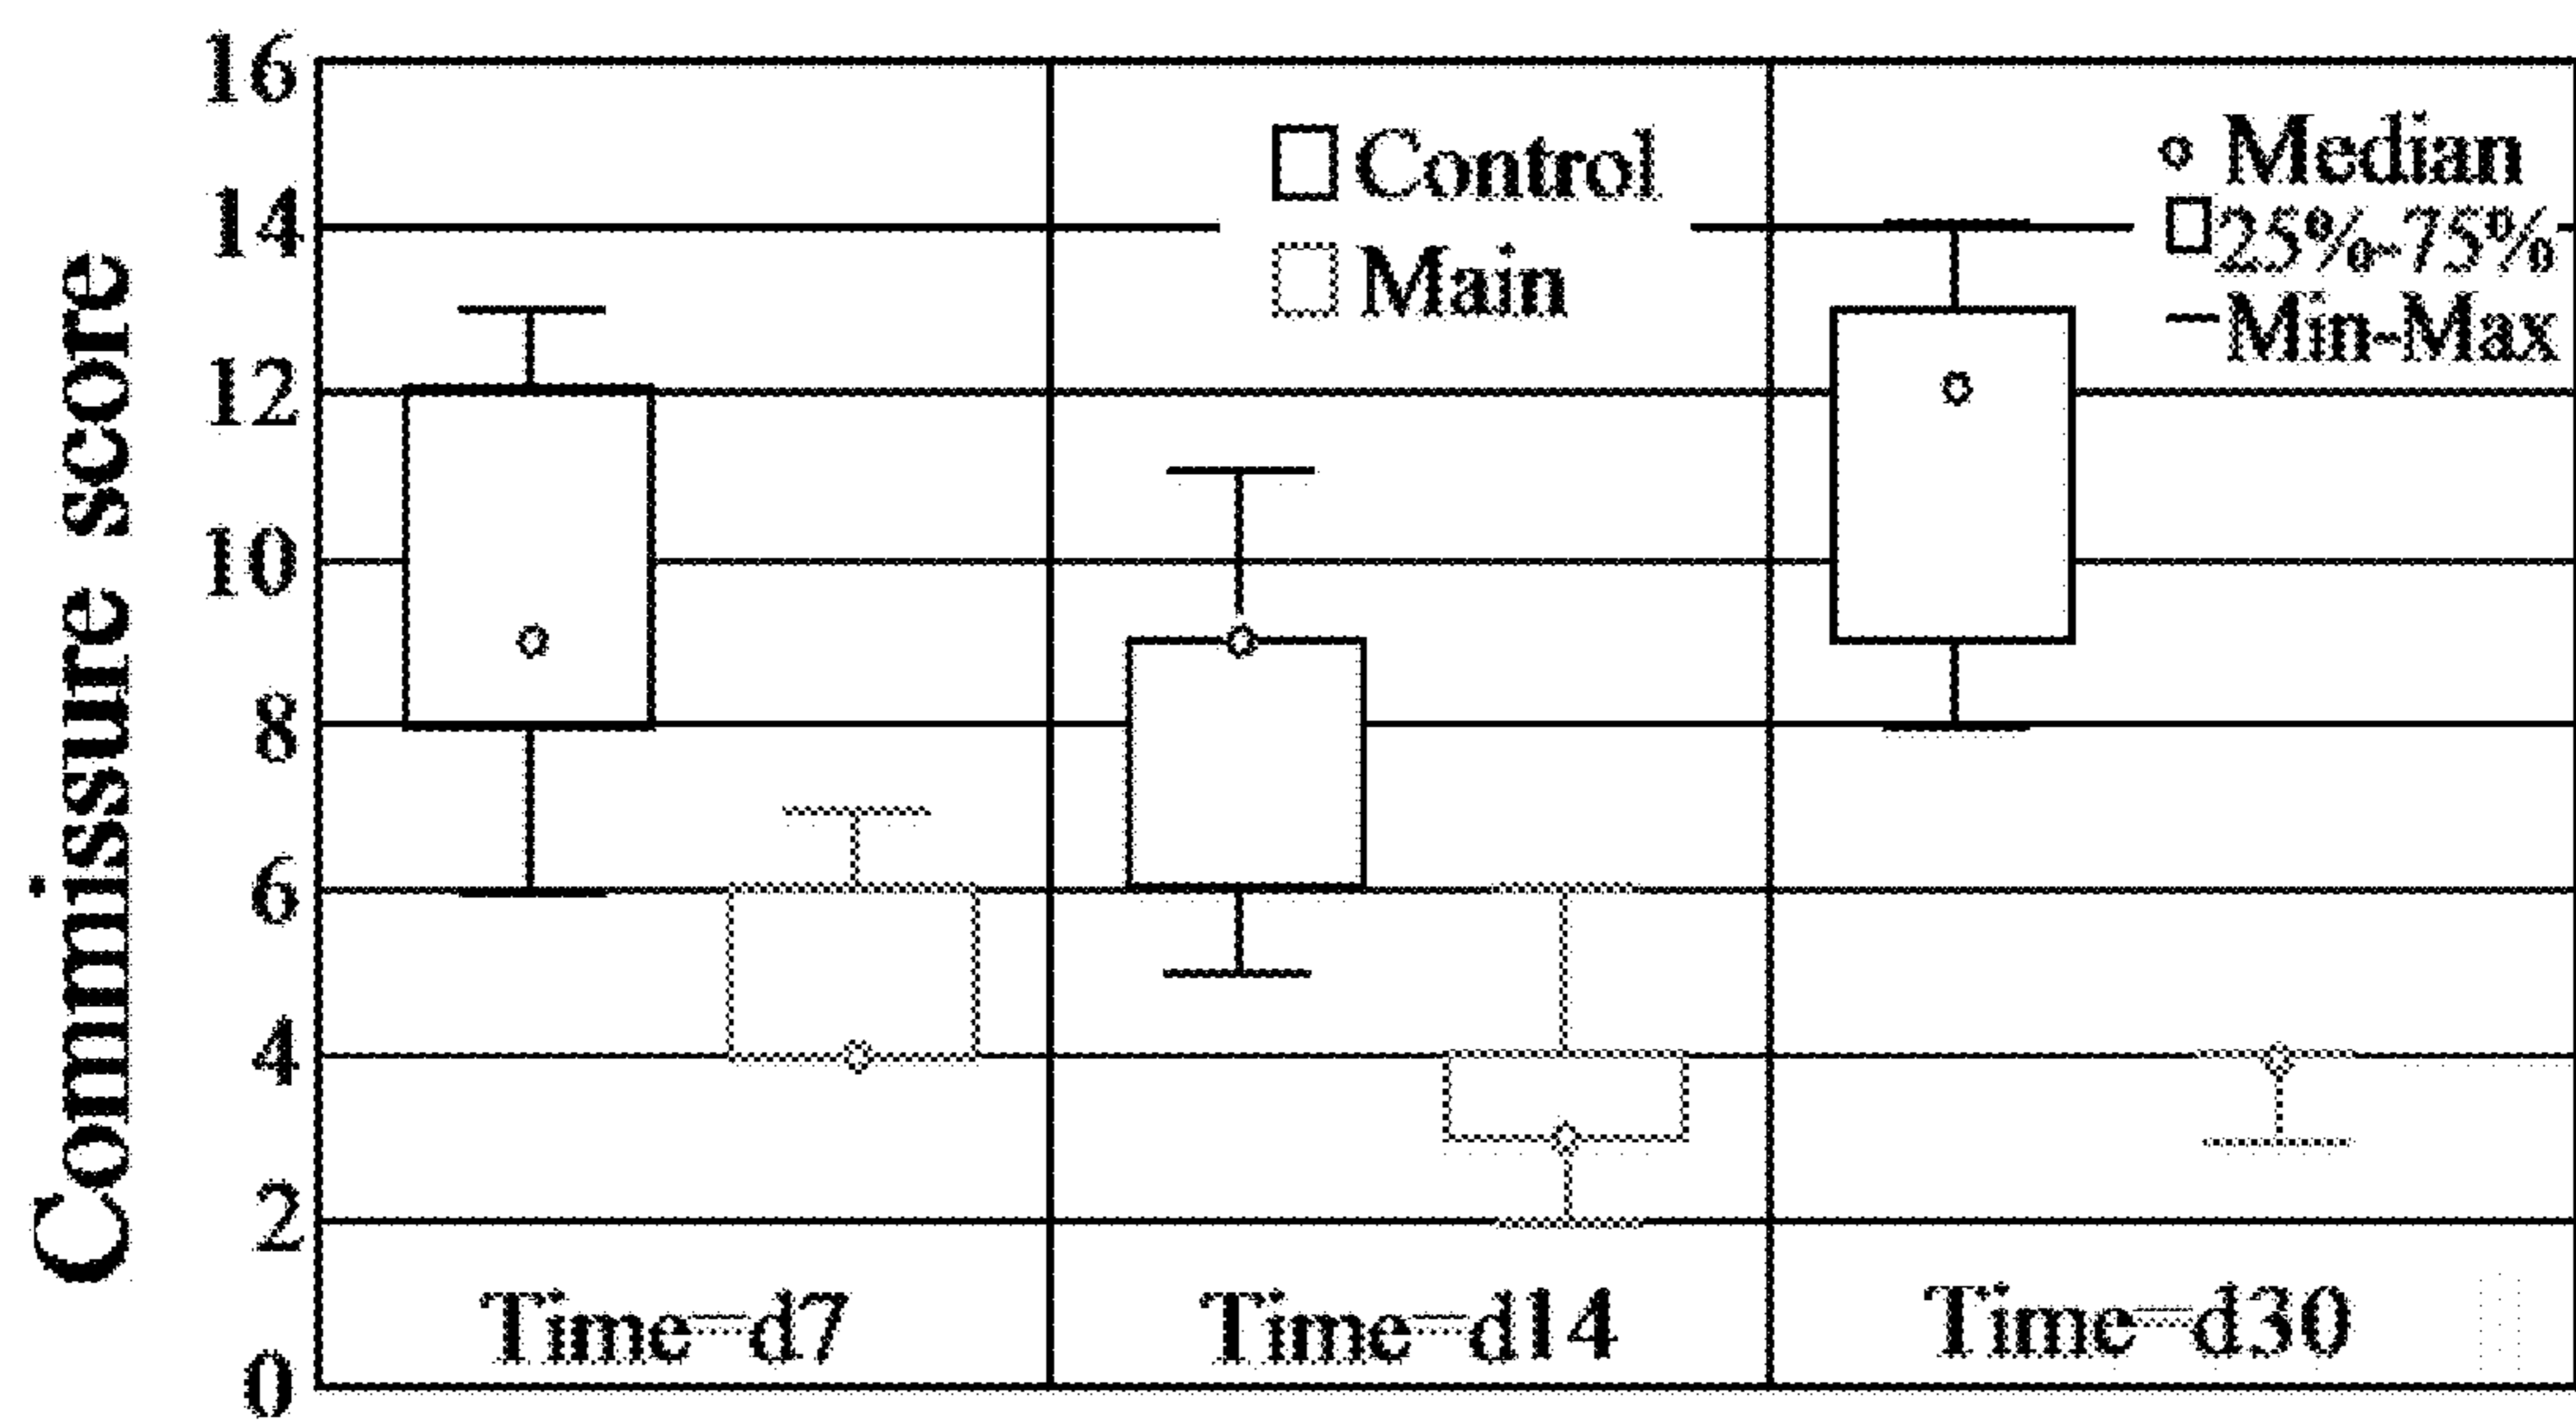 Commissure score
16
14
12
10
8
6
4
2
0
Control
Main
Median
25%-75%
Min-Max
Time=d7
Time=d14
Time=d30